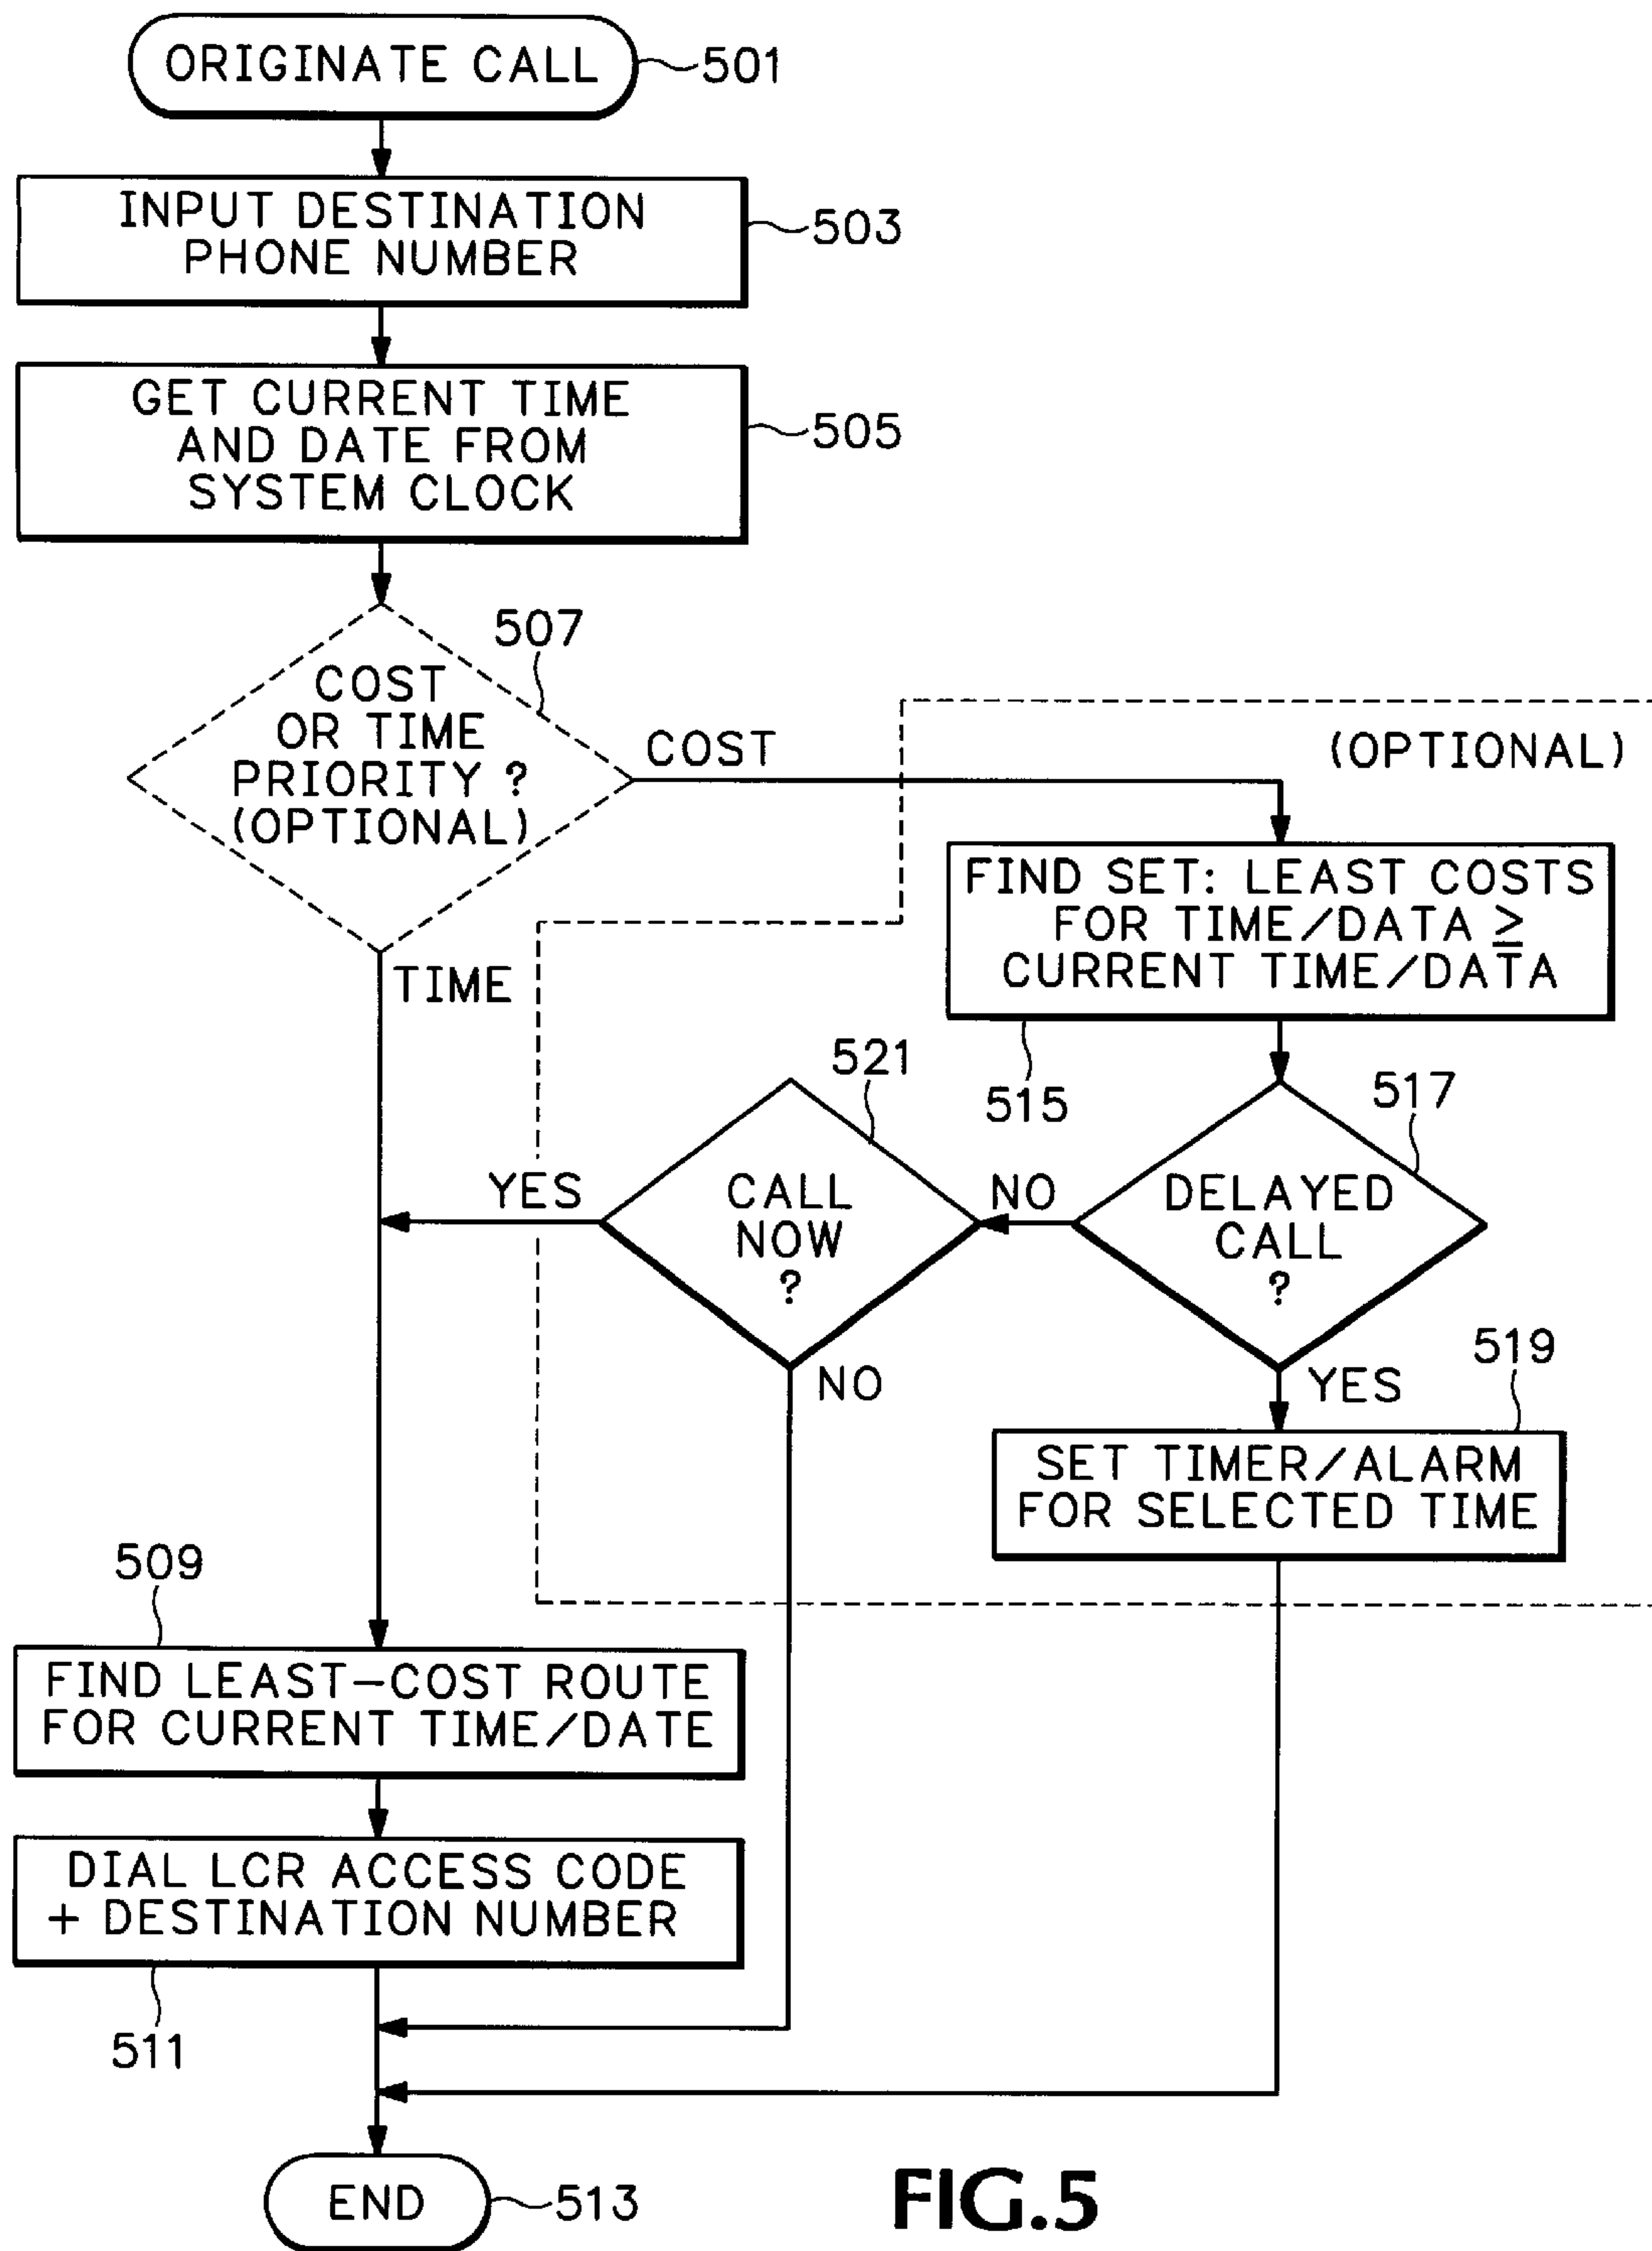 ORIGINATE CALL
501
INPUT DESTINATION
PHONE NUMBER
503
GET CURRENT TIME
AND DATE FROM
SYSTEM CLOCK
505
507
COST
OR TIME
PRIORITY ?
(OPTIONAL)
COST
(OPTIONAL)
FIND SET: LEAST COSTS
FOR TIME/DATA ≥
CURRENT TIME/DATA
515
TIME
521
517
YES
CALL
NOW
?
NO
DELAYED
CALL
?
NO
YES
519
SET TIMER/ALARM
FOR SELECTED TIME
509
FIND LEAST-COST ROUTE
FOR CURRENT TIME/DATE
DIAL LCR ACCESS CODE
+ DESTINATION NUMBER
511
END
513
FIG.5